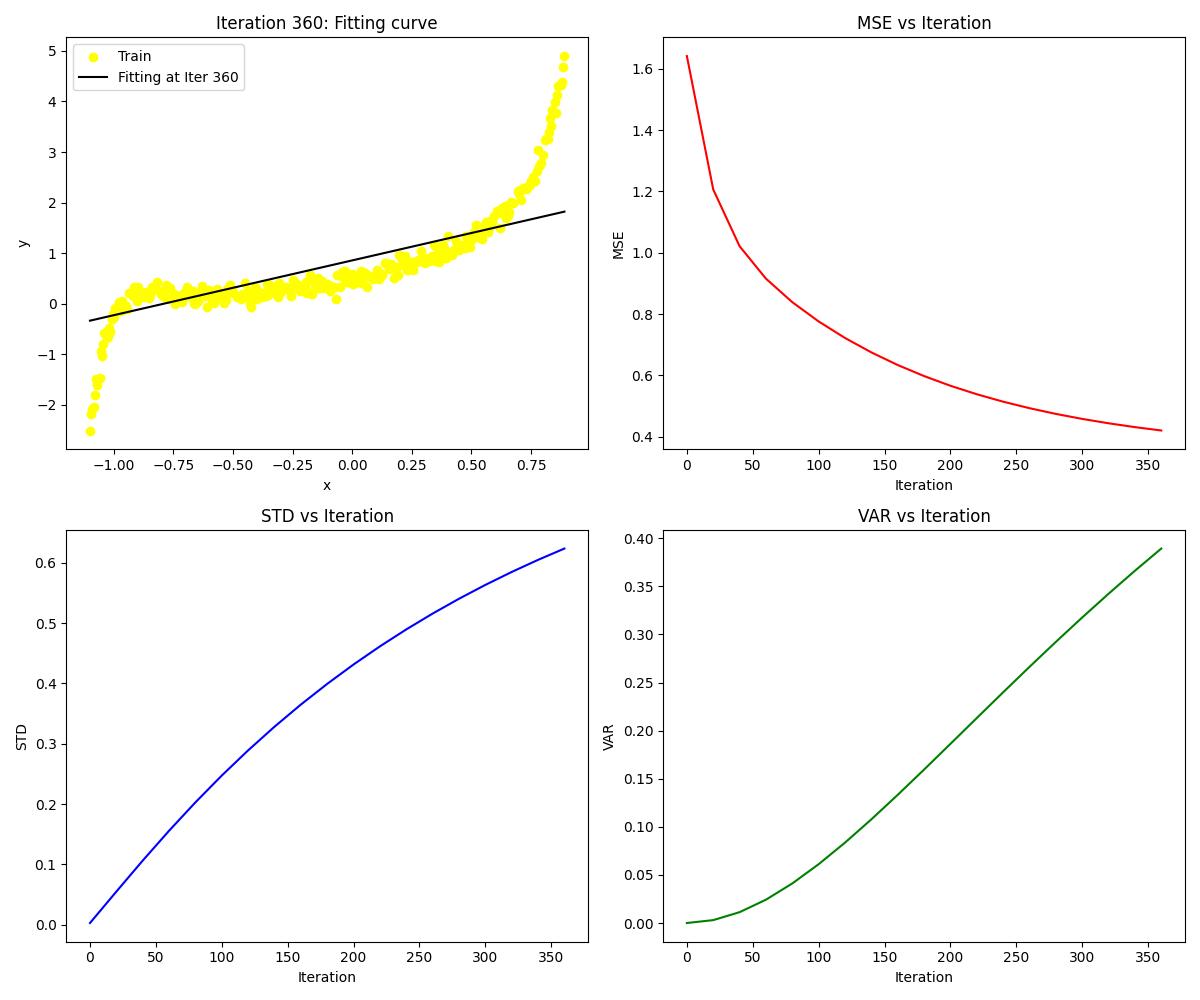 Iteration 360: Fitting curve
Train
Fitting at Iter 360
5
4
3
2
1
0
−1
−2
y
−1.00 −0.75 −0.50 −0.25 0.00 0.25 0.50 0.75
x
MSE vs Iteration
1.6
1.4
1.2
1.0
0.8
0.6
0.4
MSE
0 50 100 150 200 250 300 350
Iteration
STD vs Iteration
0.6
0.5
0.4
0.3
0.2
0.1
0.0
STD
0 50 100 150 200 250 300 350
Iteration
VAR vs Iteration
0.40
0.35
0.30
0.25
0.20
0.15
0.10
0.05
0.00
VAR
0 50 100 150 200 250 300 350
Iteration